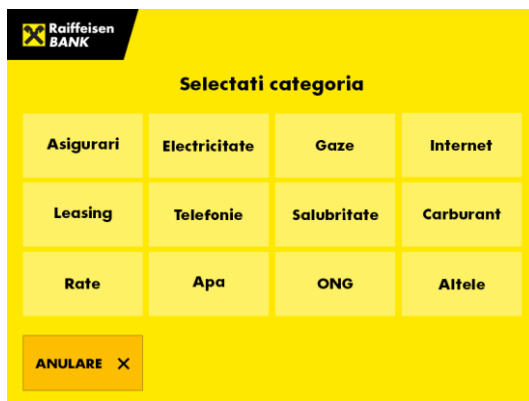 Raiffeisen
BANK
Selectati categoria
Asigurari
Electricitate
Gaze
Internet
Leasing
Telefonie
Salubritate
Carburant
Rate
Apa
ONG
Altele
ANULARE ×